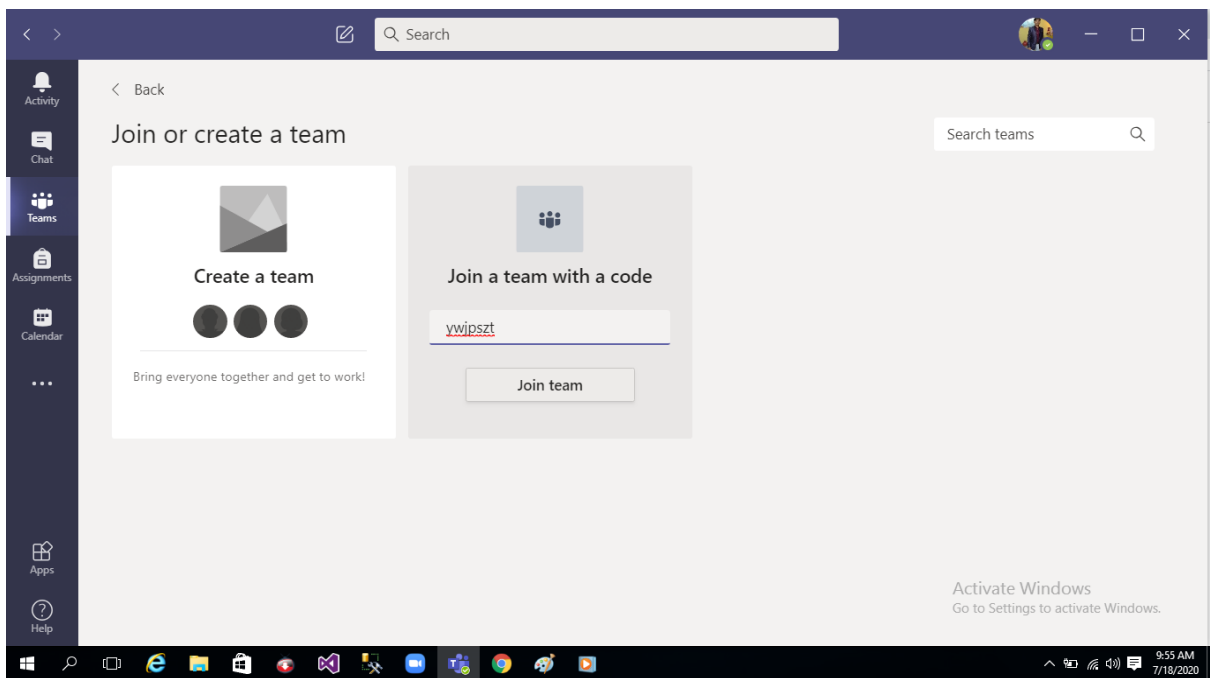 Search
Activity
Chat
Teams
Assignments
Calendar
Apps
Help
Back
Join or create a team
Search teams
Create a team
Bring everyone together and get to work!
Join a team with a code
ywjpszt
Join team
Activate Windows
Go to Settings to activate Windows.
9:55 AM
7/18/2020